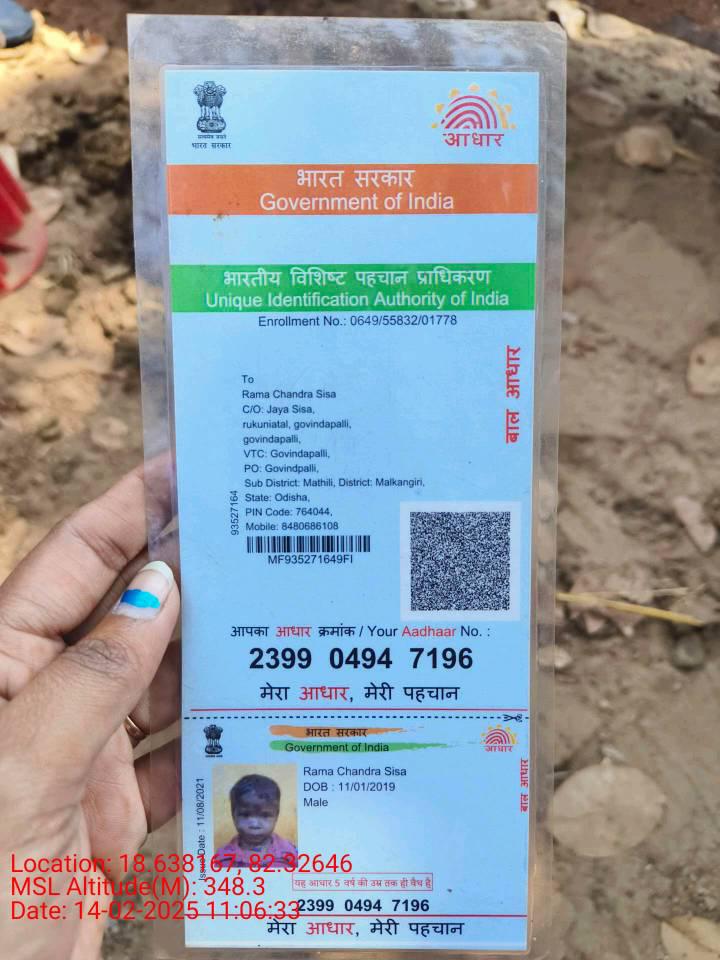 सत्यमेव जयते
भारत सरकार
आधार
भारत सरकार
Government of India
भारतीय विशिष्ट पहचान प्राधिकरण
Unique Identification Authority of India
Enrollment No.: 0649/55832/01778
बाल आधार
To
Rama Chandra Sisa
C/O: Jaya Sisa,
rukuniatal, govindapalli,
govindapalli,
VTC: Govindapalli,
PO: Govindpalli,
Sub District: Mathili, District: Malkangiri,
State: Odisha,
PIN Code: 764044,
Mobile: 8480686108
93527164
MF935271649FI
आपका आधार क्रमांक / Your Aadhaar No. :
2399 0494 7196
मेरा आधार, मेरी पहचान
भारत सरकार
Government of India
आधार
बाल आधार
Issue Date : 11/08/2021
Rama Chandra Sisa
DOB : 11/01/2019
Male
यह आधार 5 वर्ष की उम्र तक ही वैध है
2399 0494 7196
मेरा आधार, मेरी पहचान
Location: 18.638167, 82.32646
MSL Altitude(M): 348.3
Date: 14-02-2025 11:06:33